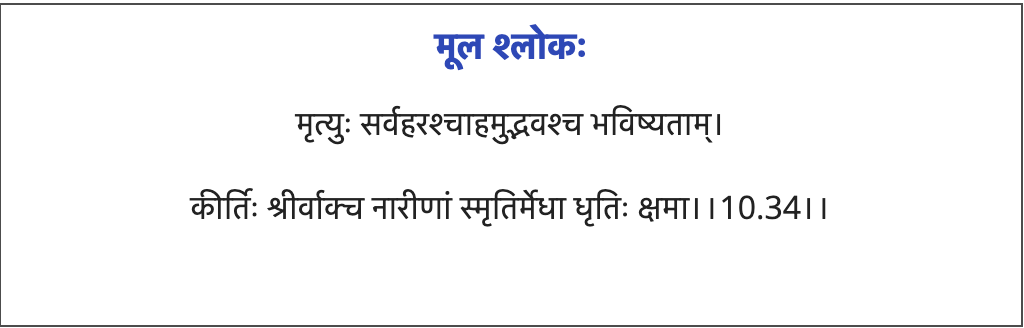 मूल श्लोकः
मृत्युः सर्वहरश्चाहमुद्भवश्च भविष्यताम्।
कीर्तिः श्रीर्वाक्च नारीणां स्मृतिर्मेधा धृतिः क्षमा।।10.34।।